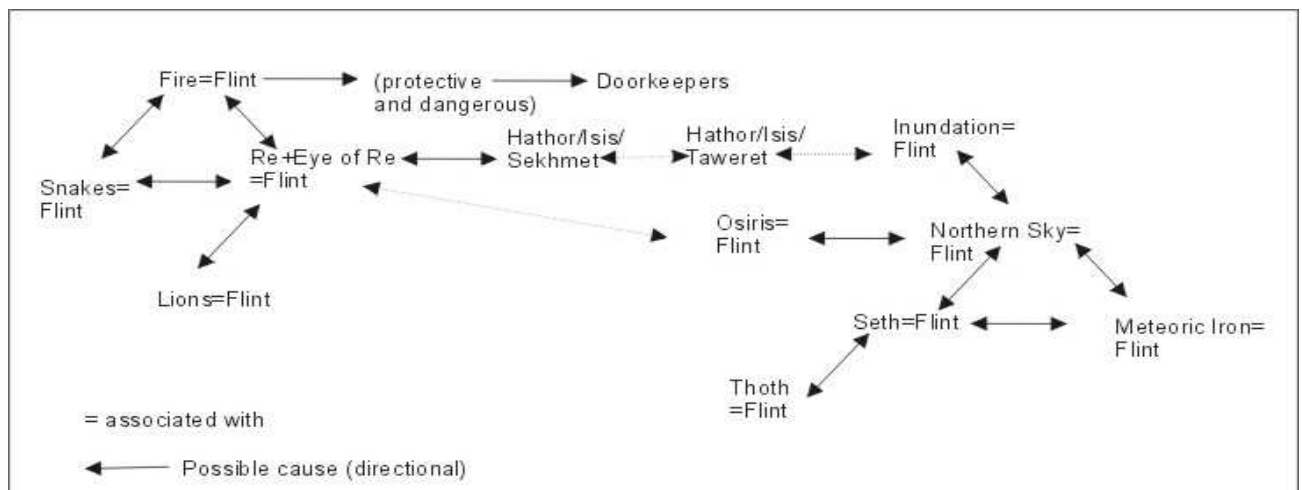 Fire=Flint
(protective
and dangerous)
Doorkeepers
Hathor/Isis/
Sekhmet
Hathor/Isis/
Taweret
Inundation=
Flint
Re+Eye of Re
=Flint
Snakes=
Flint
Osiris=
Flint
Northern Sky=
Flint
Lions=Flint
Seth=Flint
Meteoric Iron=
Flint
Thoth
=Flint
= associated with
Possible cause (directional)